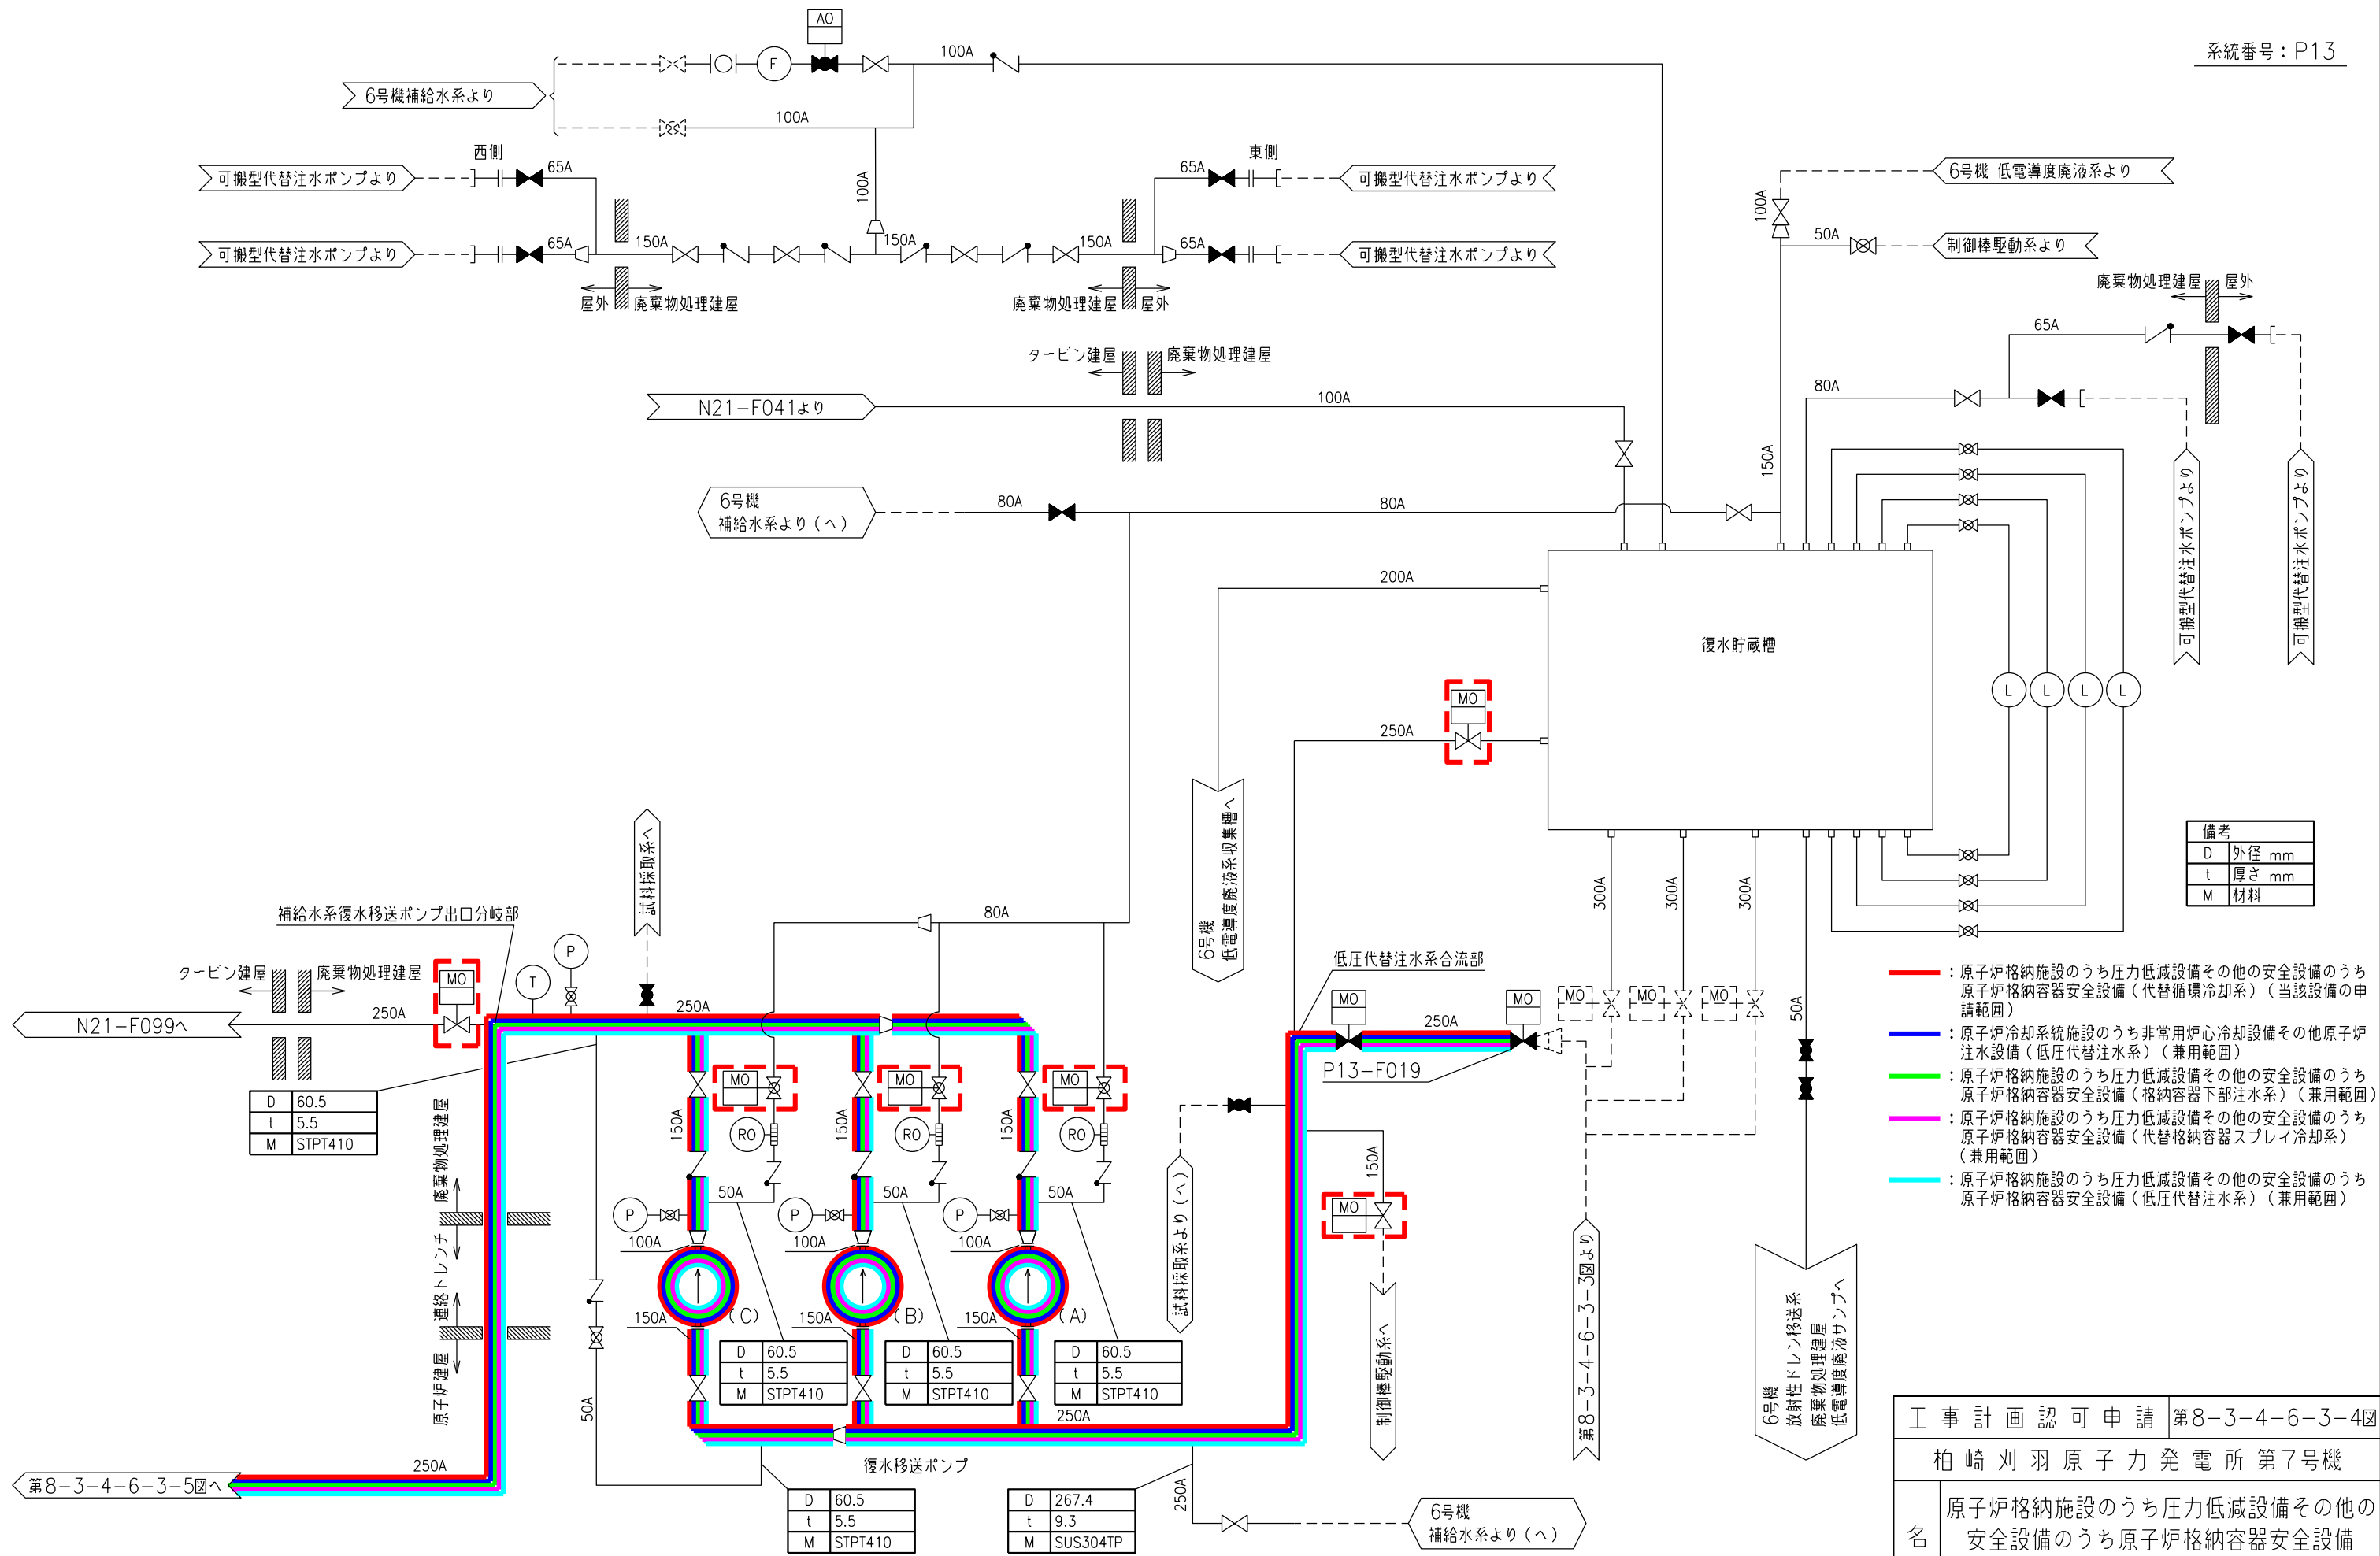 系統番号：P13
AO
F
100A
6号機補給水系より
100A
西側
東側
可搬型代替注水ポンプより
65A
100A
65A
可搬型代替注水ポンプより
6号機 低電導度廃液系より
100A
可搬型代替注水ポンプより
65A
150A
150A
150A
65A
可搬型代替注水ポンプより
50A
制御棒駆動系より
屋外
廃棄物処理建屋
廃棄物処理建屋
屋外
廃棄物処理建屋
屋外
65A
タービン建屋
廃棄物処理建屋
80A
N21-F041より
100A
150A
可搬型代替注水ポンプより
可搬型代替注水ポンプより
6号機
補給水系より（へ）
80A
80A
200A
復水貯蔵槽
L
L
L
L
MO
250A
6号機
低電導度廃液系収集槽へ
試料採取系へ
備考
D 外径 mm
t 厚さ mm
M 材料
300A
300A
300A
50A
補給水系復水移送ポンプ出口分岐部
80A
低圧代替注水系合流部
タービン建屋
廃棄物処理建屋
MO
T
P
250A
N21-F099へ
250A
MO
MO
MO
MO
MO
250A
P13-F019
：原子炉格納施設のうち圧力低減設備その他の安全設備のうち
原子炉格納容器安全設備（代替循環冷却系）（当該設備の申
請範囲）
：原子炉冷却系統施設のうち非常用炉心冷却設備その他原子炉
注水設備（低圧代替注水系）（兼用範囲）
：原子炉格納施設のうち圧力低減設備その他の安全設備のうち
原子炉格納容器安全設備（格納容器下部注水系）（兼用範囲）
：原子炉格納施設のうち圧力低減設備その他の安全設備のうち
原子炉格納容器安全設備（代替格納容器スプレイ冷却系）
（兼用範囲）
：原子炉格納施設のうち圧力低減設備その他の安全設備のうち
原子炉格納容器安全設備（低圧代替注水系）（兼用範囲）
D 60.5
t 5.5
M STPT410
MO
MO
MO
150A
150A
150A
RO
RO
RO
廃棄物処理建屋
連絡トレンチ
原子炉建屋
50A
50A
50A
P
P
P
100A
100A
100A
(C)
(B)
(A)
150A
150A
150A
50A
D 60.5
t 5.5
M STPT410
D 60.5
t 5.5
M STPT410
D 60.5
t 5.5
M STPT410
250A
試料採取系より（へ）
150A
MO
制御棒駆動系へ
第8-3-4-6-3-3図より
6号機
放射性ドレン移送系
廃棄物処理建屋
低電導度廃液サンプへ
250A
第8-3-4-6-3-5図へ
復水移送ポンプ
D 60.5
t 5.5
M STPT410
D 267.4
t 9.3
M SUS304TP
250A
6号機
補給水系より（へ）
工事計画認可申請 第8-3-4-6-3-4図
柏崎刈羽原子力発電所第7号機
名
原子炉格納施設のうち圧力低減設備その他の
安全設備のうち原子炉格納容器安全設備